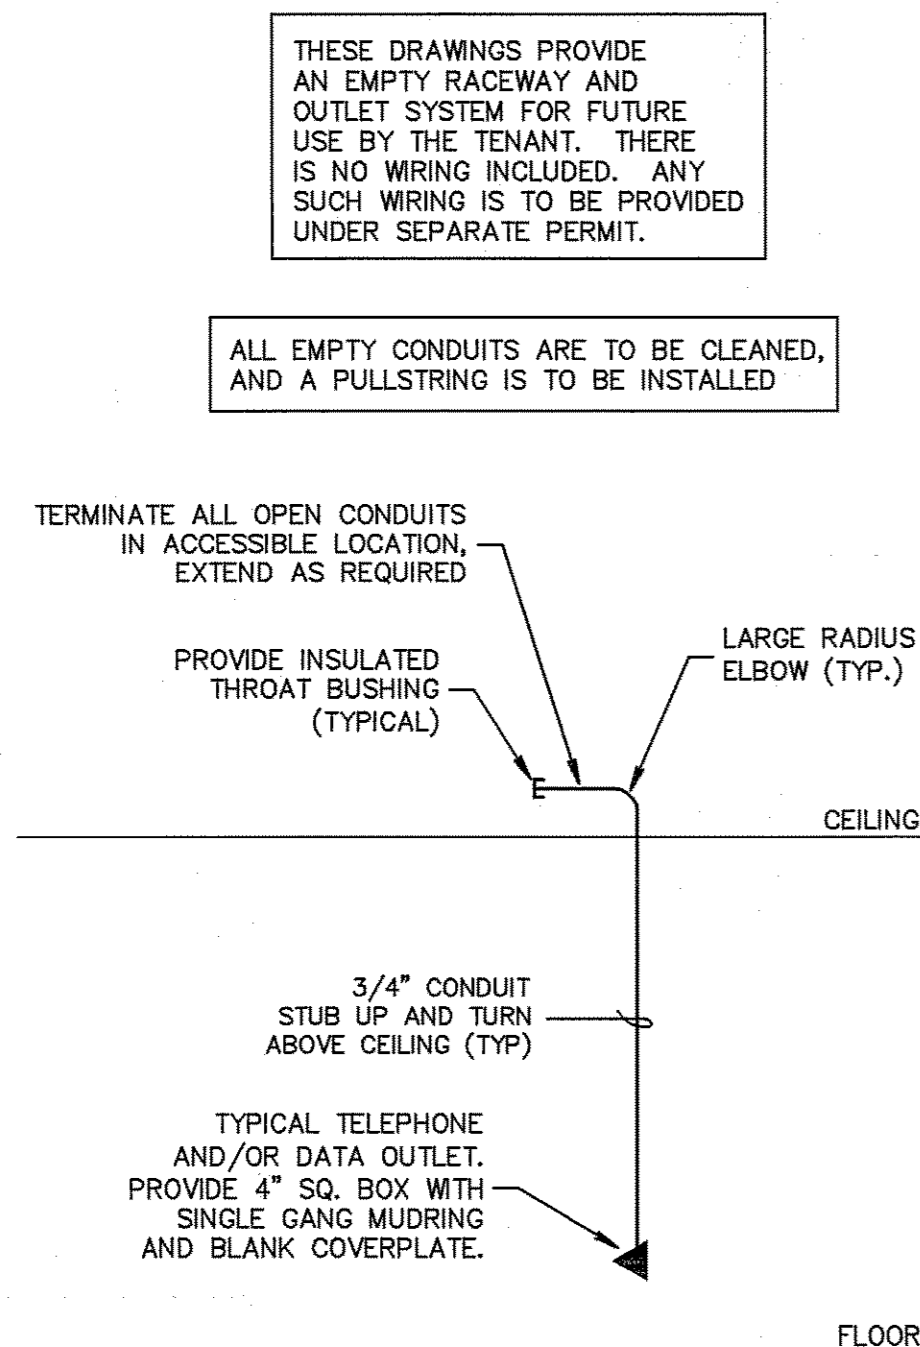 THESE DRAWINGS PROVIDE
AN EMPTY RACEWAY AND
OUTLET SYSTEM FOR FUTURE
USE BY THE TENANT. THERE
IS NO WIRING INCLUDED. ANY
SUCH WIRING IS TO BE PROVIDED
UNDER SEPARATE PERMIT.
ALL EMPTY CONDUITS ARE TO BE CLEANED,
AND A PULLSTRING IS TO BE INSTALLED
TERMINATE ALL OPEN CONDUITS
IN ACCESSIBLE LOCATION,
EXTEND AS REQUIRED
LARGE RADIUS
ELBOW (TYP.)
PROVIDE INSULATED
THROAT BUSHING
(TYPICAL)
CEILING
3/4" CONDUIT
STUB UP AND TURN
ABOVE CEILING (TYP)
TYPICAL TELEPHONE
AND/OR DATA OUTLET.
PROVIDE 4" SQ. BOX WITH
SINGLE GANG MUDRING
AND BLANK COVERPLATE.
FLOOR